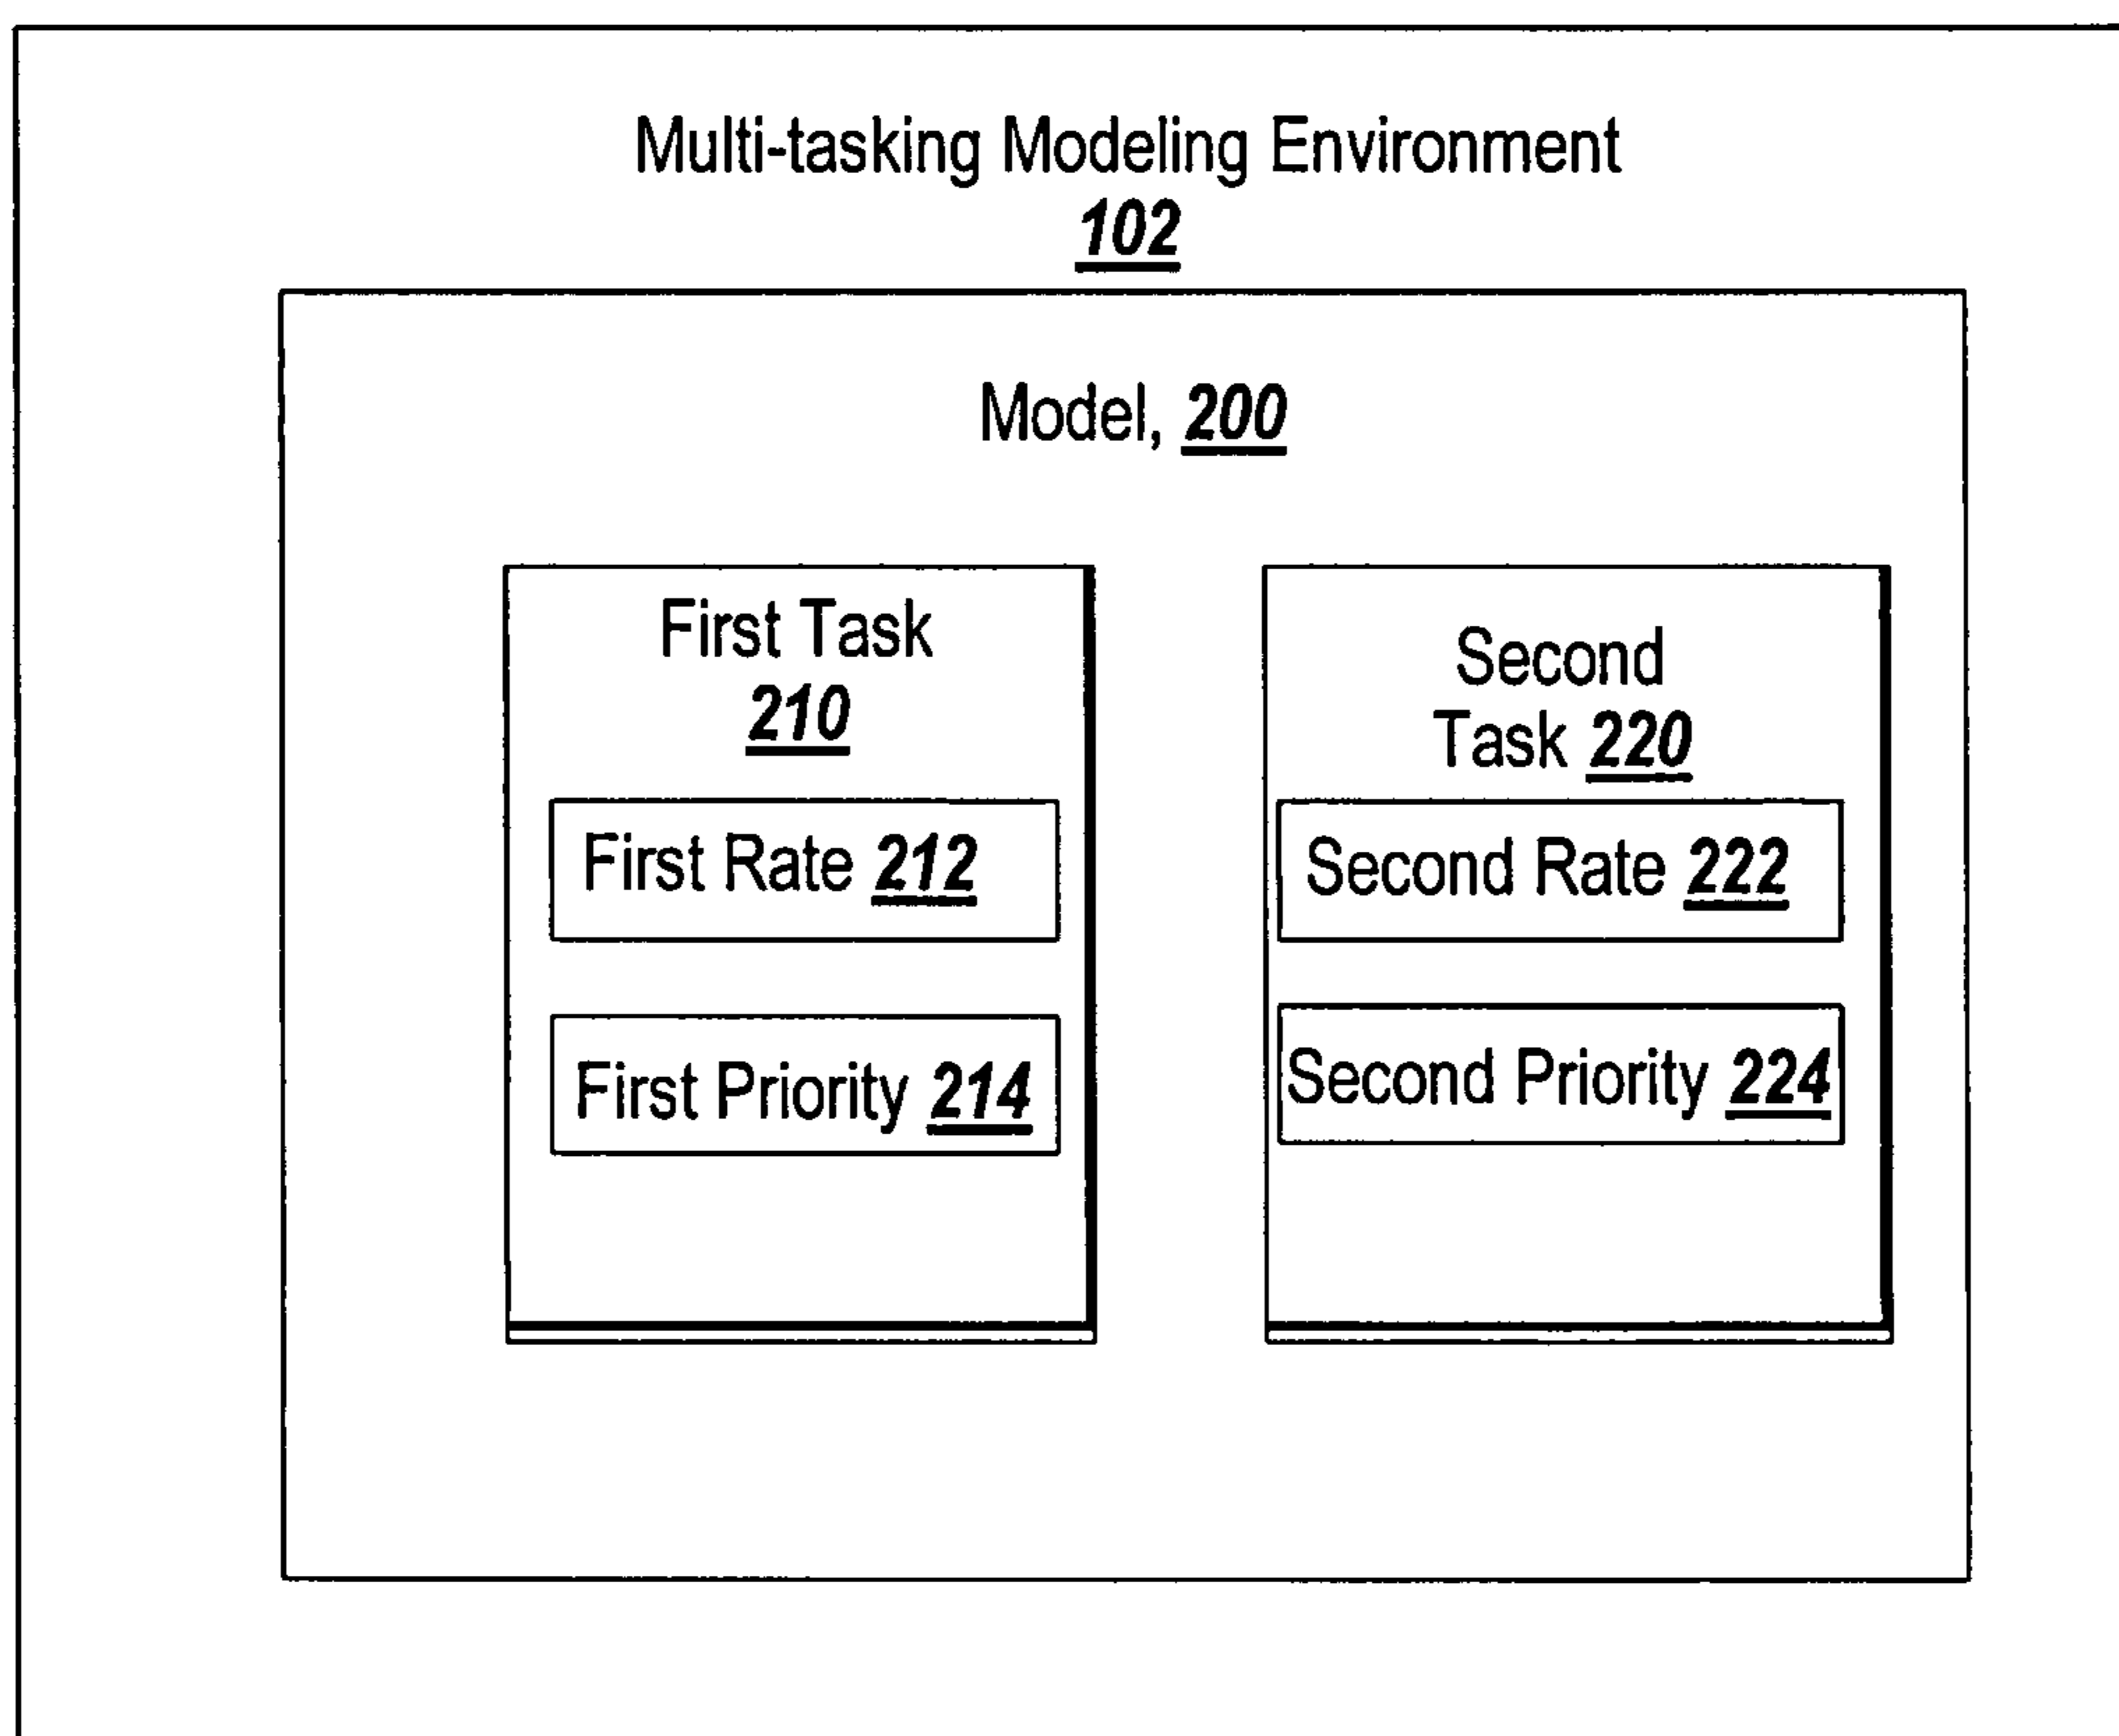 Multi-tasking Modeling Environment
102
Model, 200
First Task
210
First Rate 212
First Priority 214
Second
Task 220
Second Rate 222
Second Priority 224